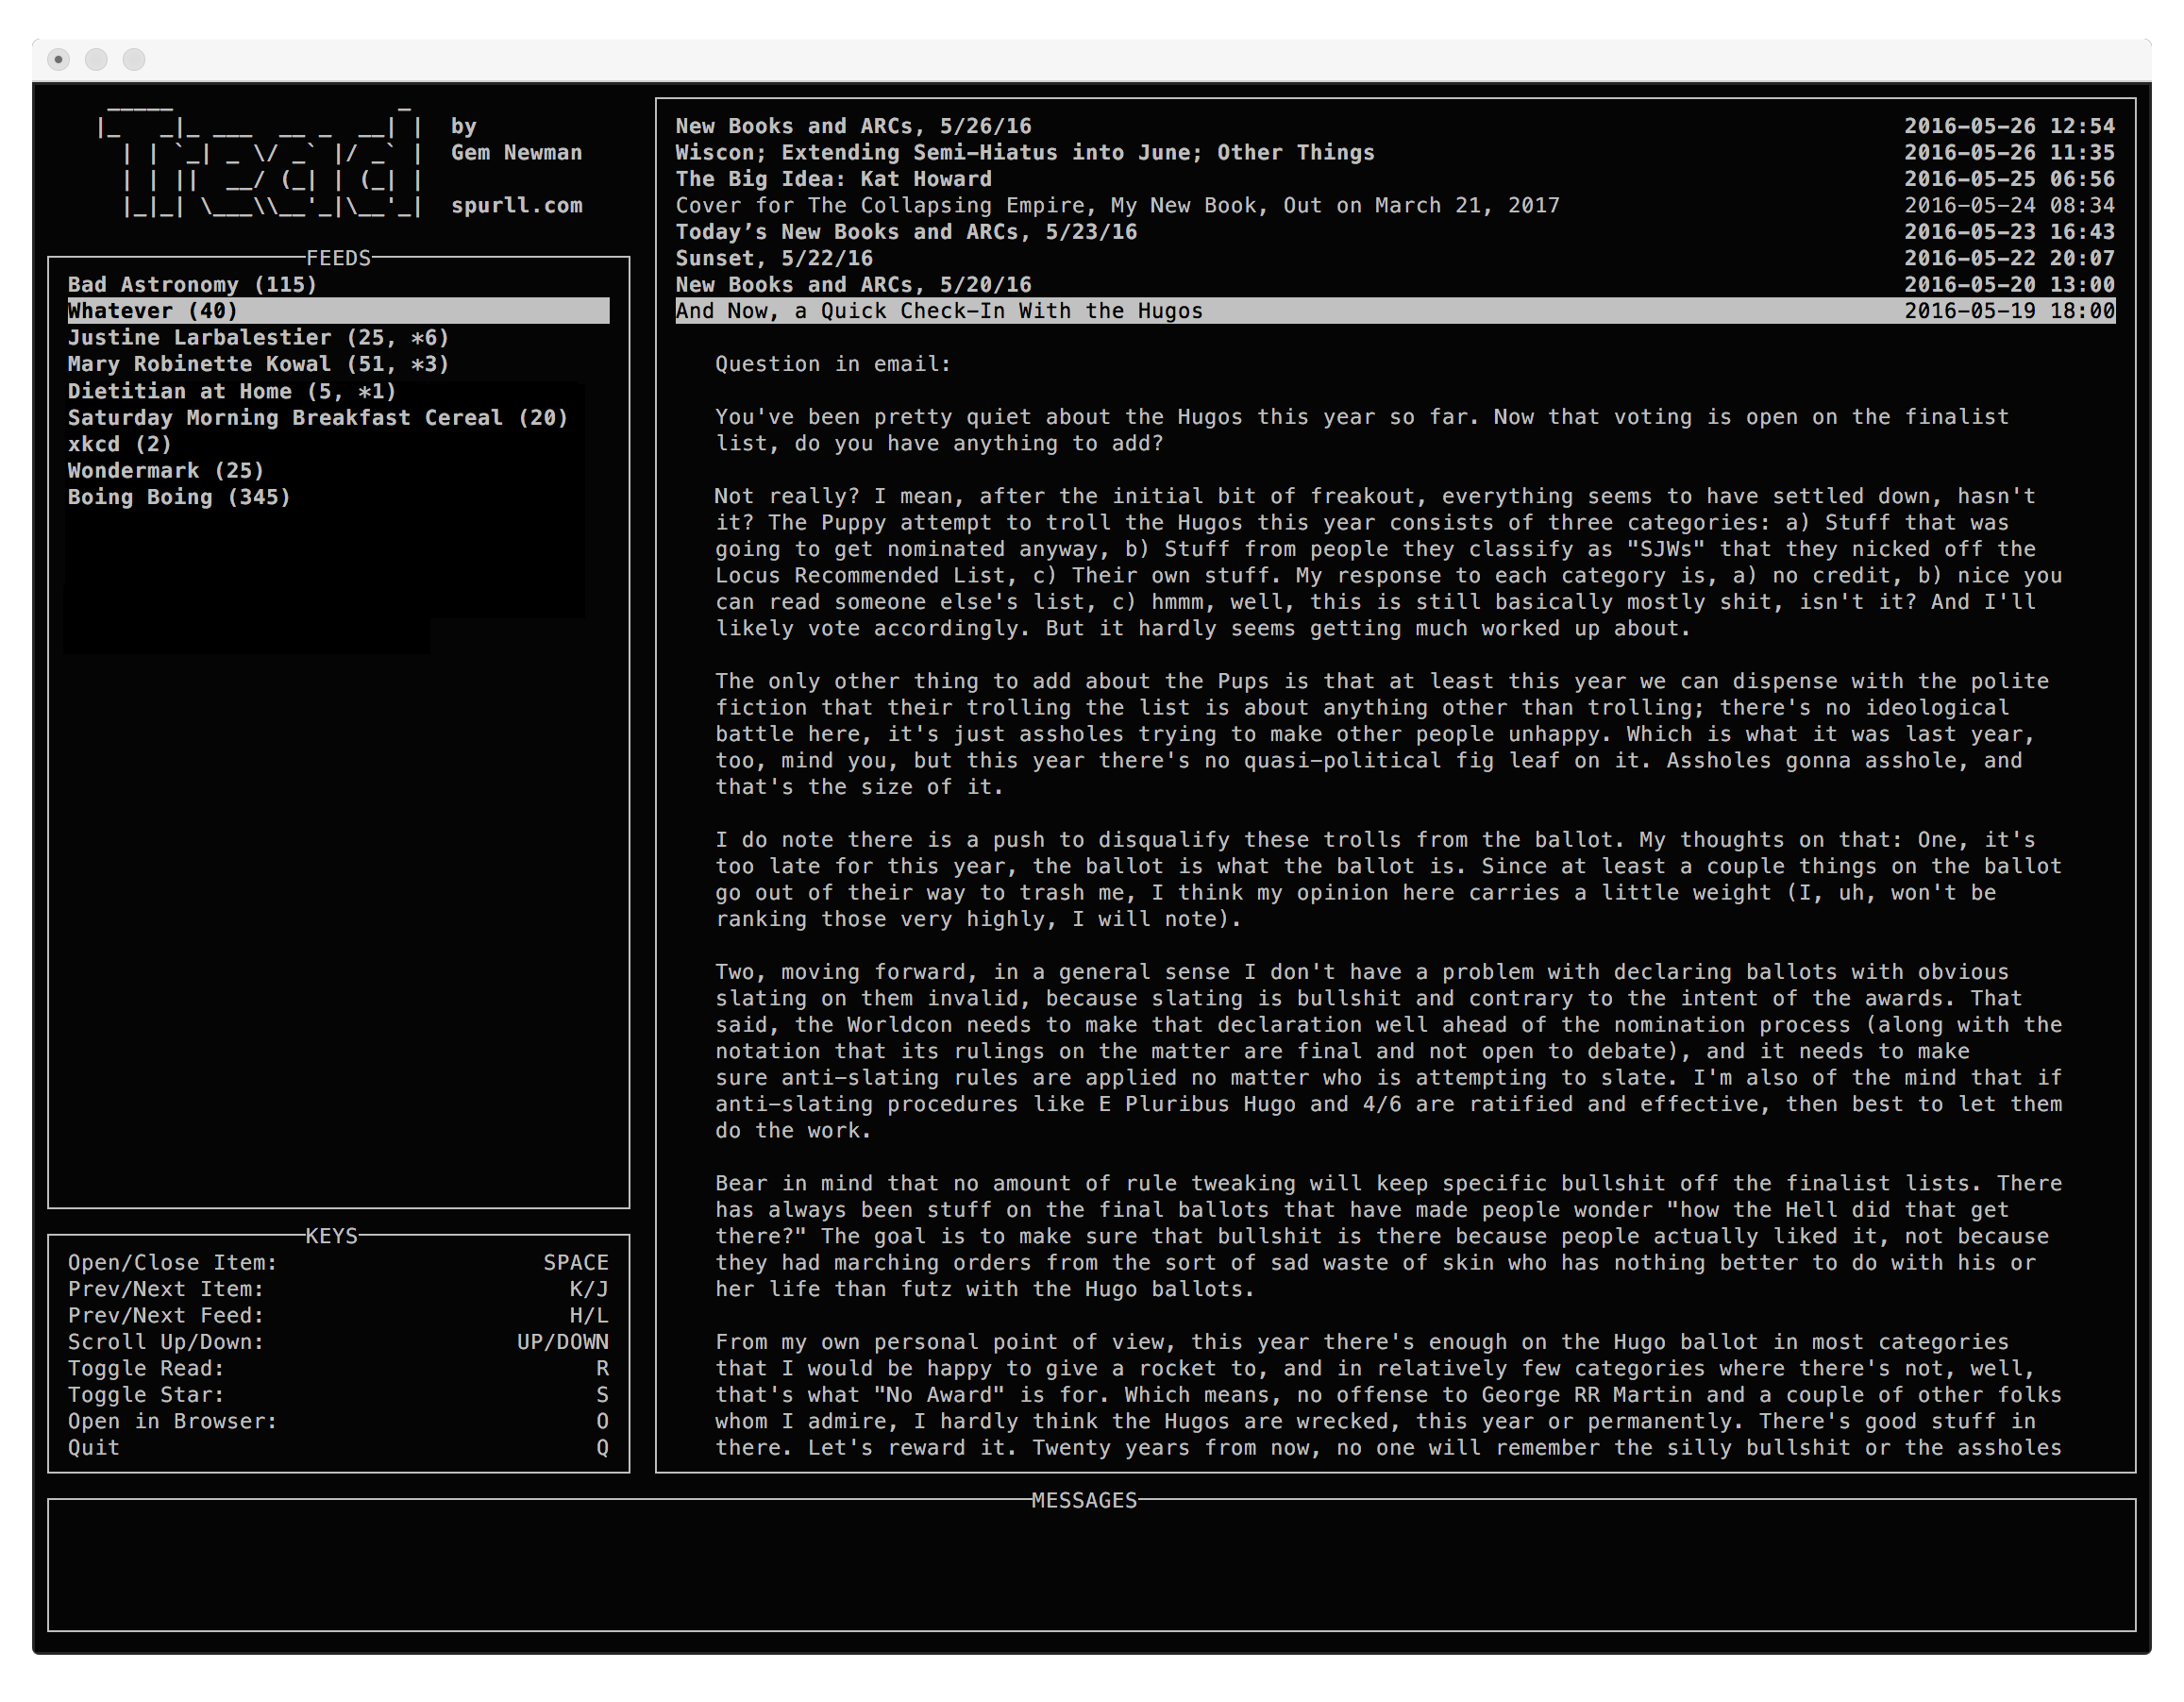 Tread
by
Gem Newman
spurll.com
FEEDS
Bad Astronomy (115)
Whatever (40)
Justine Larbalestier (25, *6)
Mary Robinette Kowal (51, *3)
Dietitian at Home (5, *1)
Saturday Morning Breakfast Cereal (20)
xkcd (2)
Wondermark (25)
Boing Boing (345)
KEYS
Open/Close Item: SPACE
Prev/Next Item: K/J
Prev/Next Feed: H/L
Scroll Up/Down: UP/DOWN
Toggle Read: R
Toggle Star: S
Open in Browser: O
Quit Q
New Books and ARCs, 5/26/16 2016-05-26 12:54
Wiscon; Extending Semi-Hiatus into June; Other Things 2016-05-26 11:35
The Big Idea: Kat Howard 2016-05-25 06:56
Cover for The Collapsing Empire, My New Book, Out on March 21, 2017 2016-05-24 08:34
Today’s New Books and ARCs, 5/23/16 2016-05-23 16:43
Sunset, 5/22/16 2016-05-22 20:07
New Books and ARCs, 5/20/16 2016-05-20 13:00
And Now, a Quick Check-In With the Hugos 2016-05-19 18:00
Question in email:
You've been pretty quiet about the Hugos this year so far. Now that voting is open on the finalist
list, do you have anything to add?
Not really? I mean, after the initial bit of freakout, everything seems to have settled down, hasn't
it? The Puppy attempt to troll the Hugos this year consists of three categories: a) Stuff that was
going to get nominated anyway, b) Stuff from people they classify as "SJWs" that they nicked off the
Locus Recommended List, c) Their own stuff. My response to each category is, a) no credit, b) nice you
can read someone else's list, c) hmmm, well, this is still basically mostly shit, isn't it? And I'll
likely vote accordingly. But it hardly seems getting much worked up about.
The only other thing to add about the Pups is that at least this year we can dispense with the polite
fiction that their trolling the list is about anything other than trolling; there's no ideological
battle here, it's just assholes trying to make other people unhappy. Which is what it was last year,
too, mind you, but this year there's no quasi-political fig leaf on it. Assholes gonna asshole, and
that's the size of it.
I do note there is a push to disqualify these trolls from the ballot. My thoughts on that: One, it's
too late for this year, the ballot is what the ballot is. Since at least a couple things on the ballot
go out of their way to trash me, I think my opinion here carries a little weight (I, uh, won't be
ranking those very highly, I will note).
Two, moving forward, in a general sense I don't have a problem with declaring ballots with obvious
slating on them invalid, because slating is bullshit and contrary to the intent of the awards. That
said, the Worldcon needs to make that declaration well ahead of the nomination process (along with the
notation that its rulings on the matter are final and not open to debate), and it needs to make
sure anti-slating rules are applied no matter who is attempting to slate. I'm also of the mind that if
anti-slating procedures like E Pluribus Hugo and 4/6 are ratified and effective, then best to let them
do the work.
Bear in mind that no amount of rule tweaking will keep specific bullshit off the finalist lists. There
has always been stuff on the final ballots that have made people wonder "how the Hell did that get
there?" The goal is to make sure that bullshit is there because people actually liked it, not because
they had marching orders from the sort of sad waste of skin who has nothing better to do with his or
her life than futz with the Hugo ballots.
From my own personal point of view, this year there's enough on the Hugo ballot in most categories
that I would be happy to give a rocket to, and in relatively few categories where there's not, well,
that's what "No Award" is for. Which means, no offense to George RR Martin and a couple of other folks
whom I admire, I hardly think the Hugos are wrecked, this year or permanently. There's good stuff in
there. Let's reward it. Twenty years from now, no one will remember the silly bullshit or the assholes
MESSAGES